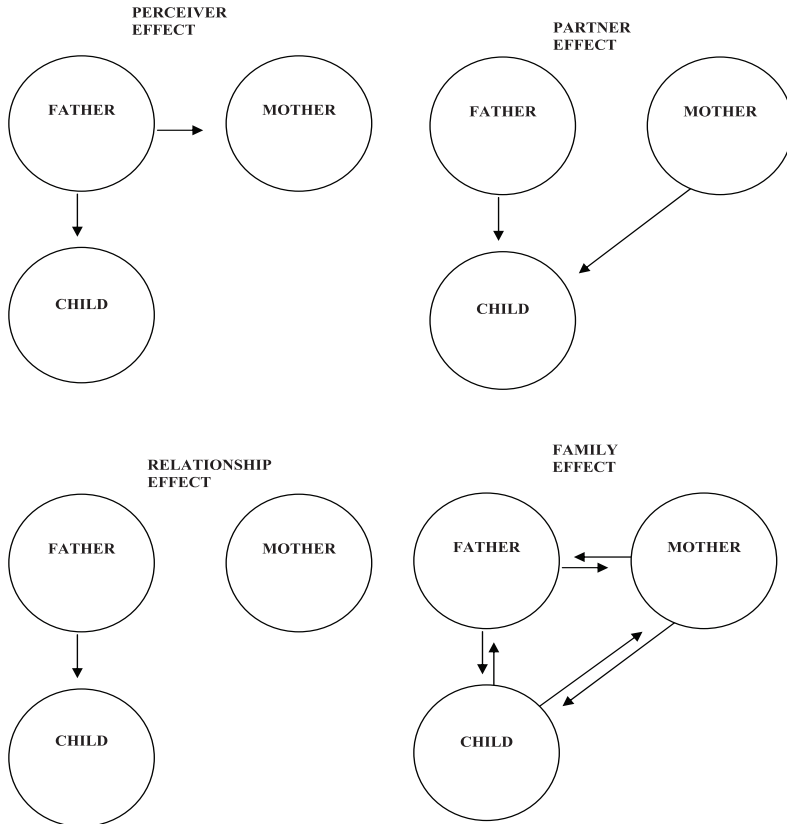 PERCEIVER
EFFECT
FATHER
MOTHER
CHILD
PARTNER
EFFECT
FATHER
MOTHER
CHILD
RELATIONSHIP
EFFECT
FATHER
MOTHER
CHILD
FAMILY
EFFECT
FATHER
MOTHER
CHILD